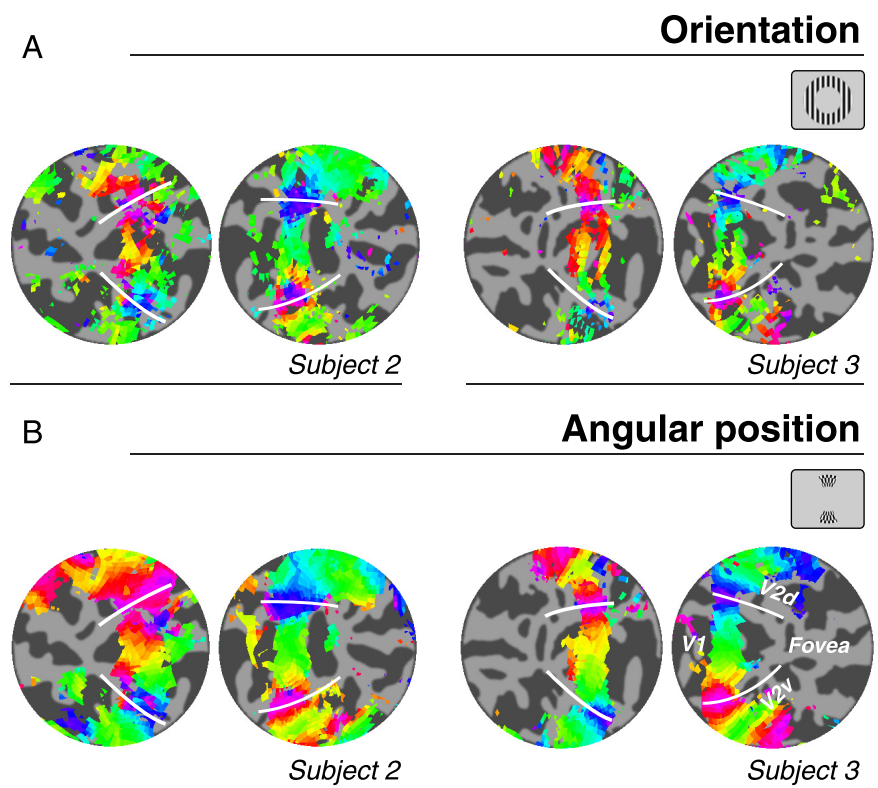 A
Orientation
Subject 2
Subject 3
B
Angular position
V2d
V1
Fovea
V2v
Subject 2
Subject 3